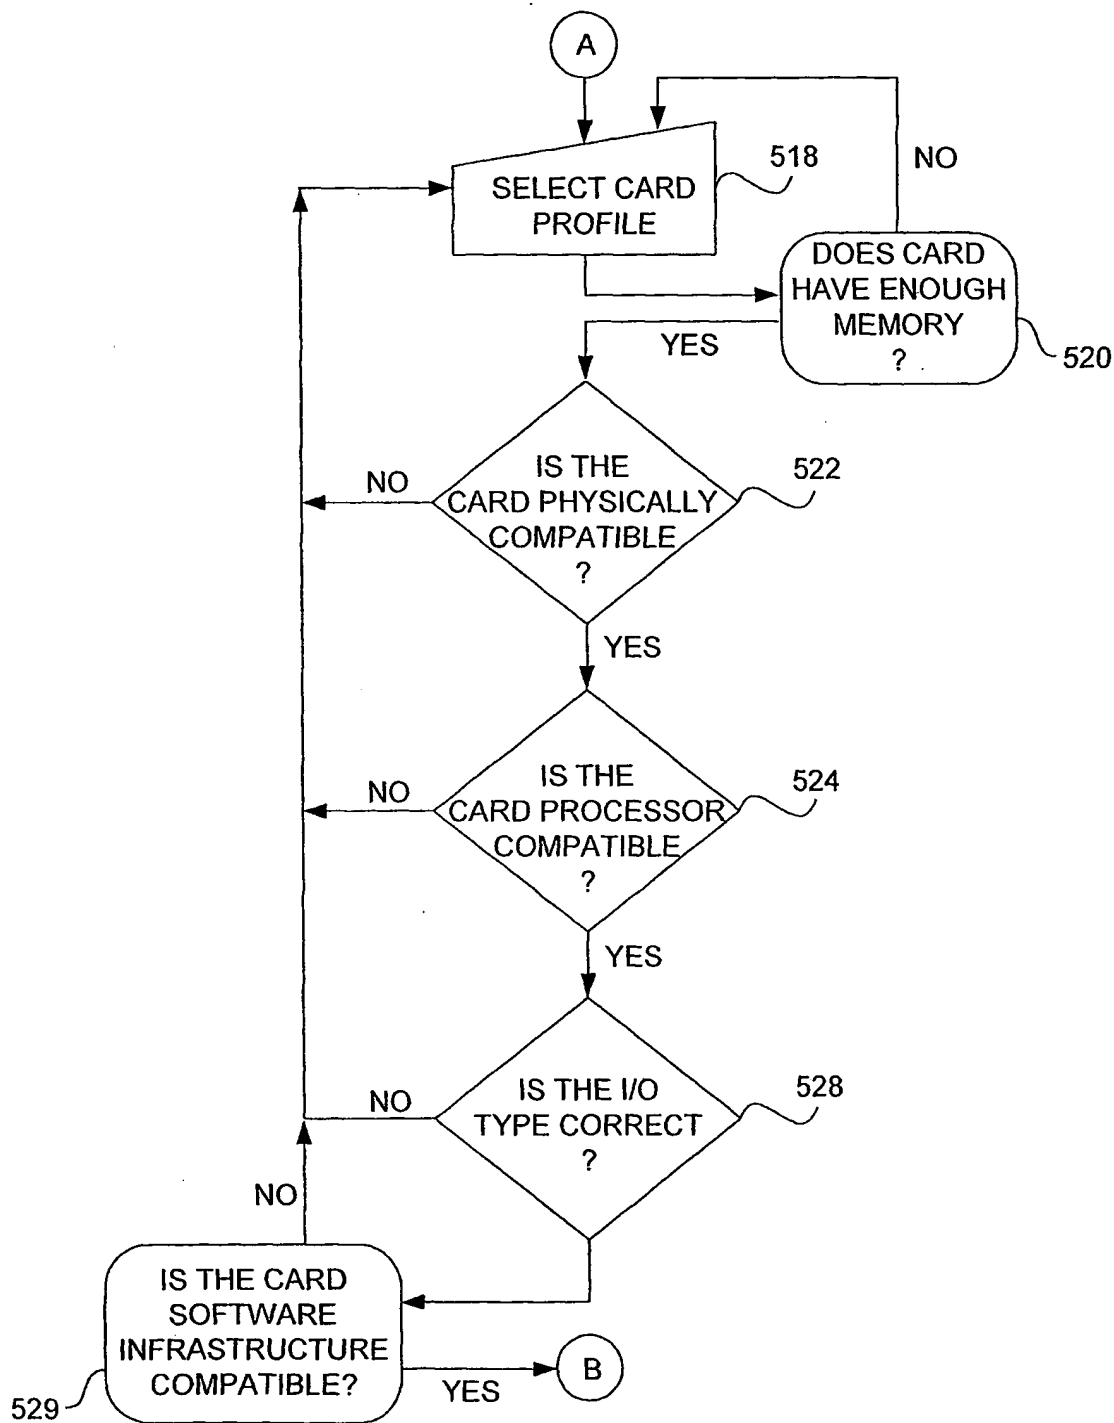 A
518
SELECT CARD
PROFILE
NO
DOES CARD
HAVE ENOUGH
MEMORY
?
520
YES
IS THE
CARD PHYSICALLY
COMPATIBLE
?
522
NO
YES
IS THE
CARD PROCESSOR
COMPATIBLE
?
524
NO
YES
IS THE I/O
TYPE CORRECT
?
528
NO
NO
IS THE CARD
SOFTWARE
INFRASTRUCTURE
COMPATIBLE?
529
YES
B